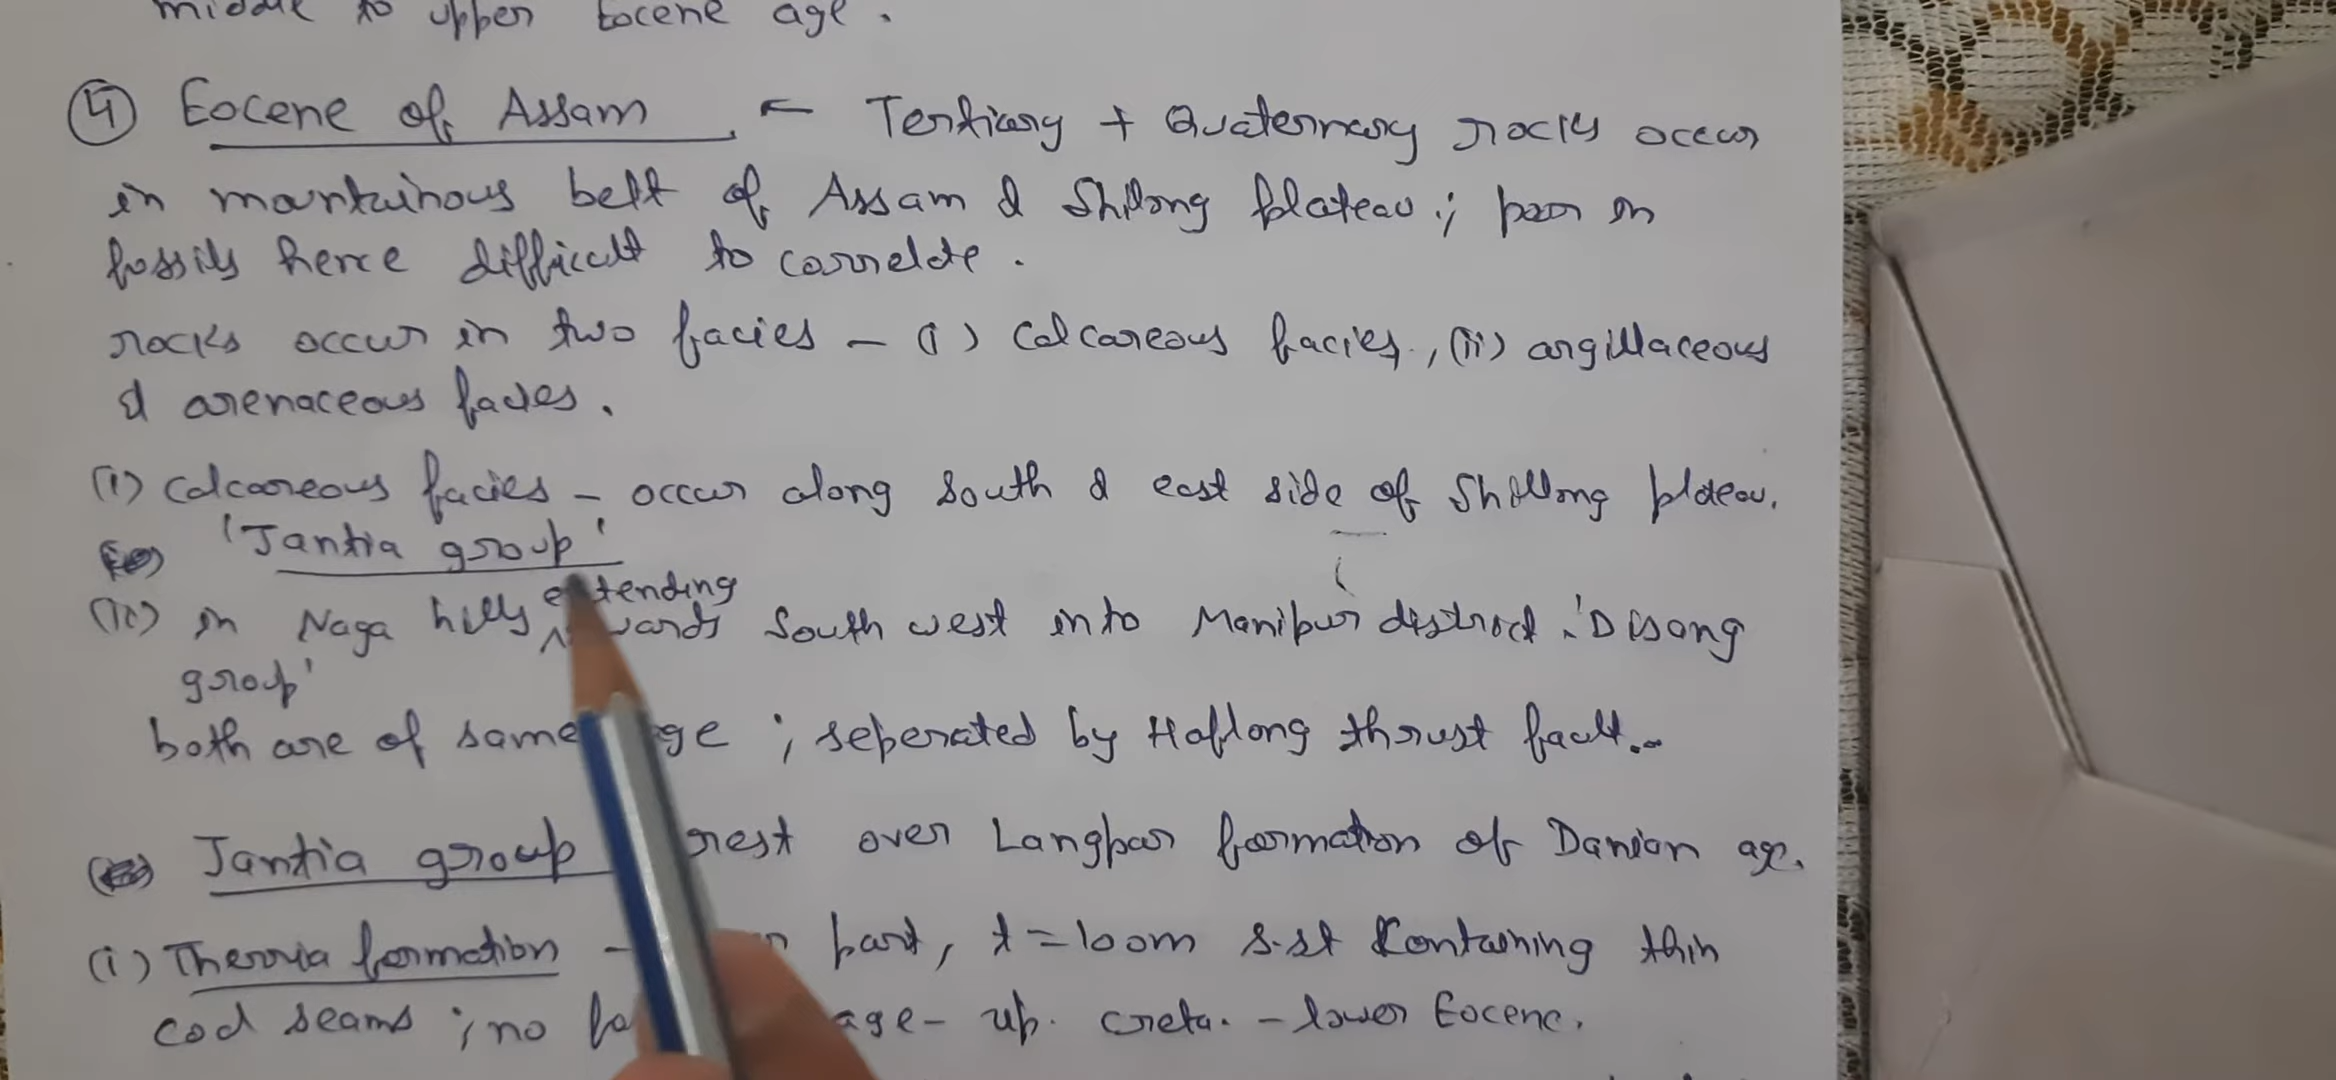 middle to upper Eocene age.
④ Eocene of Assam ← Tertiary + Quaternary rocks occur
in mountainous belt of Assam & Shillong plateau; poor in
fossils hence difficult to correlate.
rocks occur in two facies - (i) Calcareous facies, (ii) argillaceous
& arenaceous facies.
(i) Calcareous facies - occur along South & east side of Shillong plateau.
'Jantia group'
extending
(ii) in Naga hills towards South west into Manipur district. 'Disang
group'
both are of same age ; seperated by Haflong thrust fault..
Jantia group rest over Langpar formation of Danian age.
(i) Therria formation - part, t=100m s.st Containing thin
coal seams ; no age- up. creta. - lower Eocene.